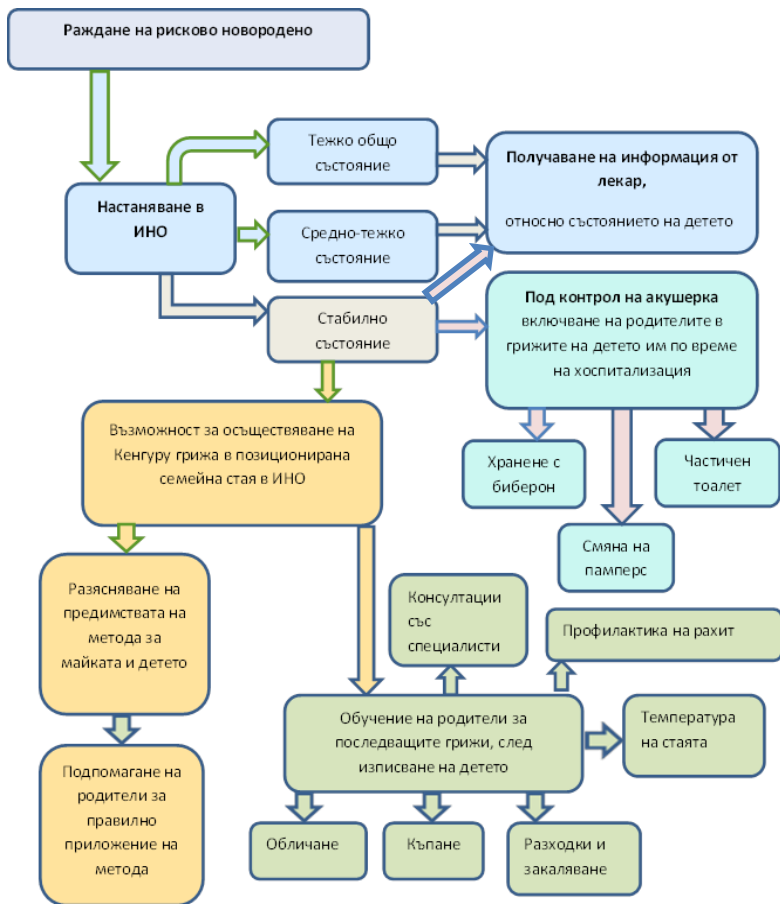 Раждане на рисково новородено
Тежко общо
състояние
Получаване на информация от
лекар,
относно състоянието на детето
Настаняване в
ИНО
Средно-тежко
състояние
Стабилно
състояние
Под контрол на акушерка
включване на родителите в
грижите на детето им по време
на хоспитализация
Възможност за осъществяване на
Кенгуру грижа в позиционирана
семейна стая в ИНО
Хранене с
биберон
Частичен
тоалет
Смяна на
памперс
Разясняване на
предимствата на
метода за
майката и детето
Консултации
със
специалисти
Профилактика на рахит
Обучение на родители за
последващите грижи, след
изписване на детето
Температура
на стаята
Подпомагане на
родители за
правилно
приложение на
метода
Обличане
Къпане
Разходки и
закаляване